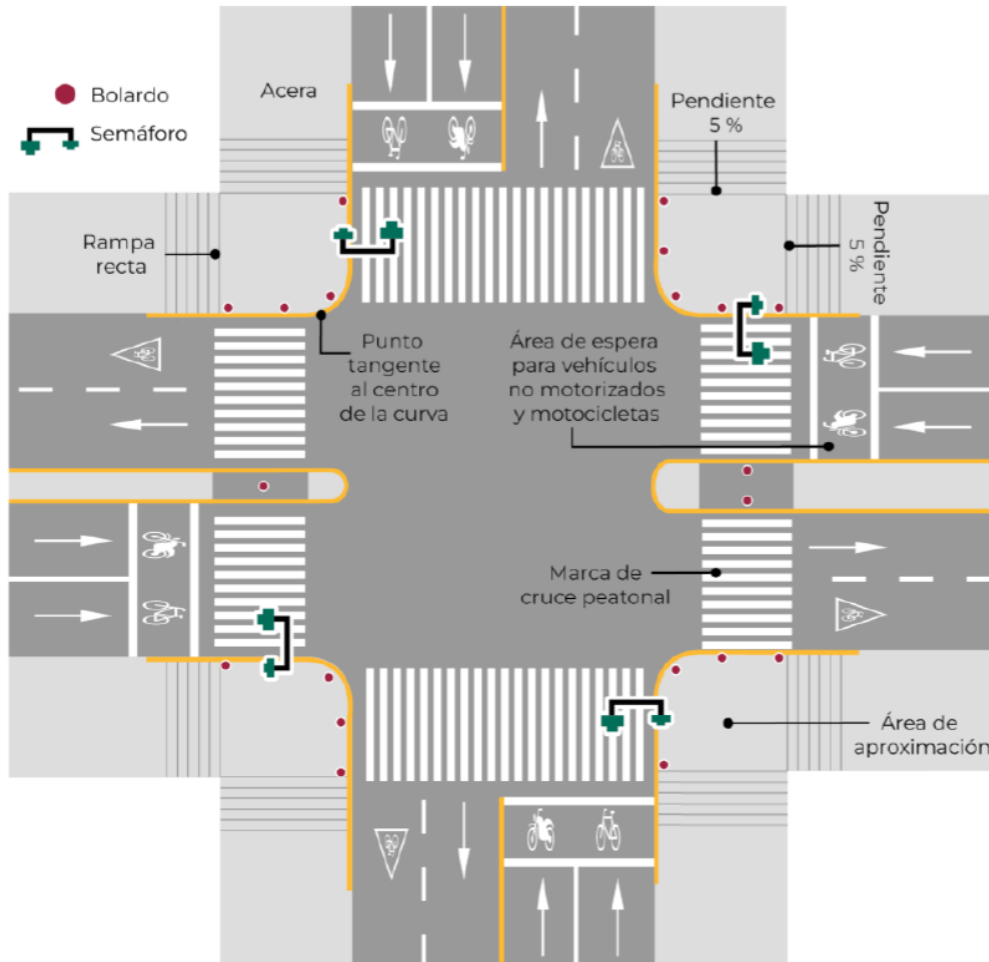 Bolardo
Semáforo
Acera
Pendiente
5 %
Pendiente
5 %
Rampa
recta
Punto
tangente
al centro
de la curva
Área de espera
para vehículos
no motorizados
y motocicletas
Marca de
cruce peatonal
Área de
aproximación